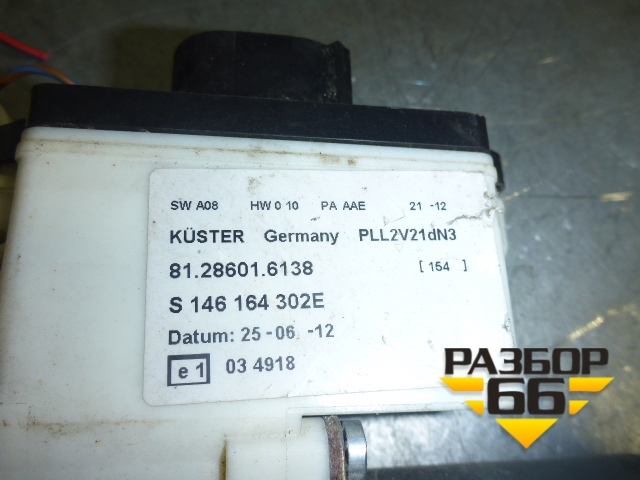 SW A08 HW 0 10 PA AAE 21 -12
KÜSTER Germany PLL2V21dN3
81.28601.6138 [ 154 ]
S 146 164 302E
Datum: 25-06 -12
e1 03 4918
РАЗБОР
66